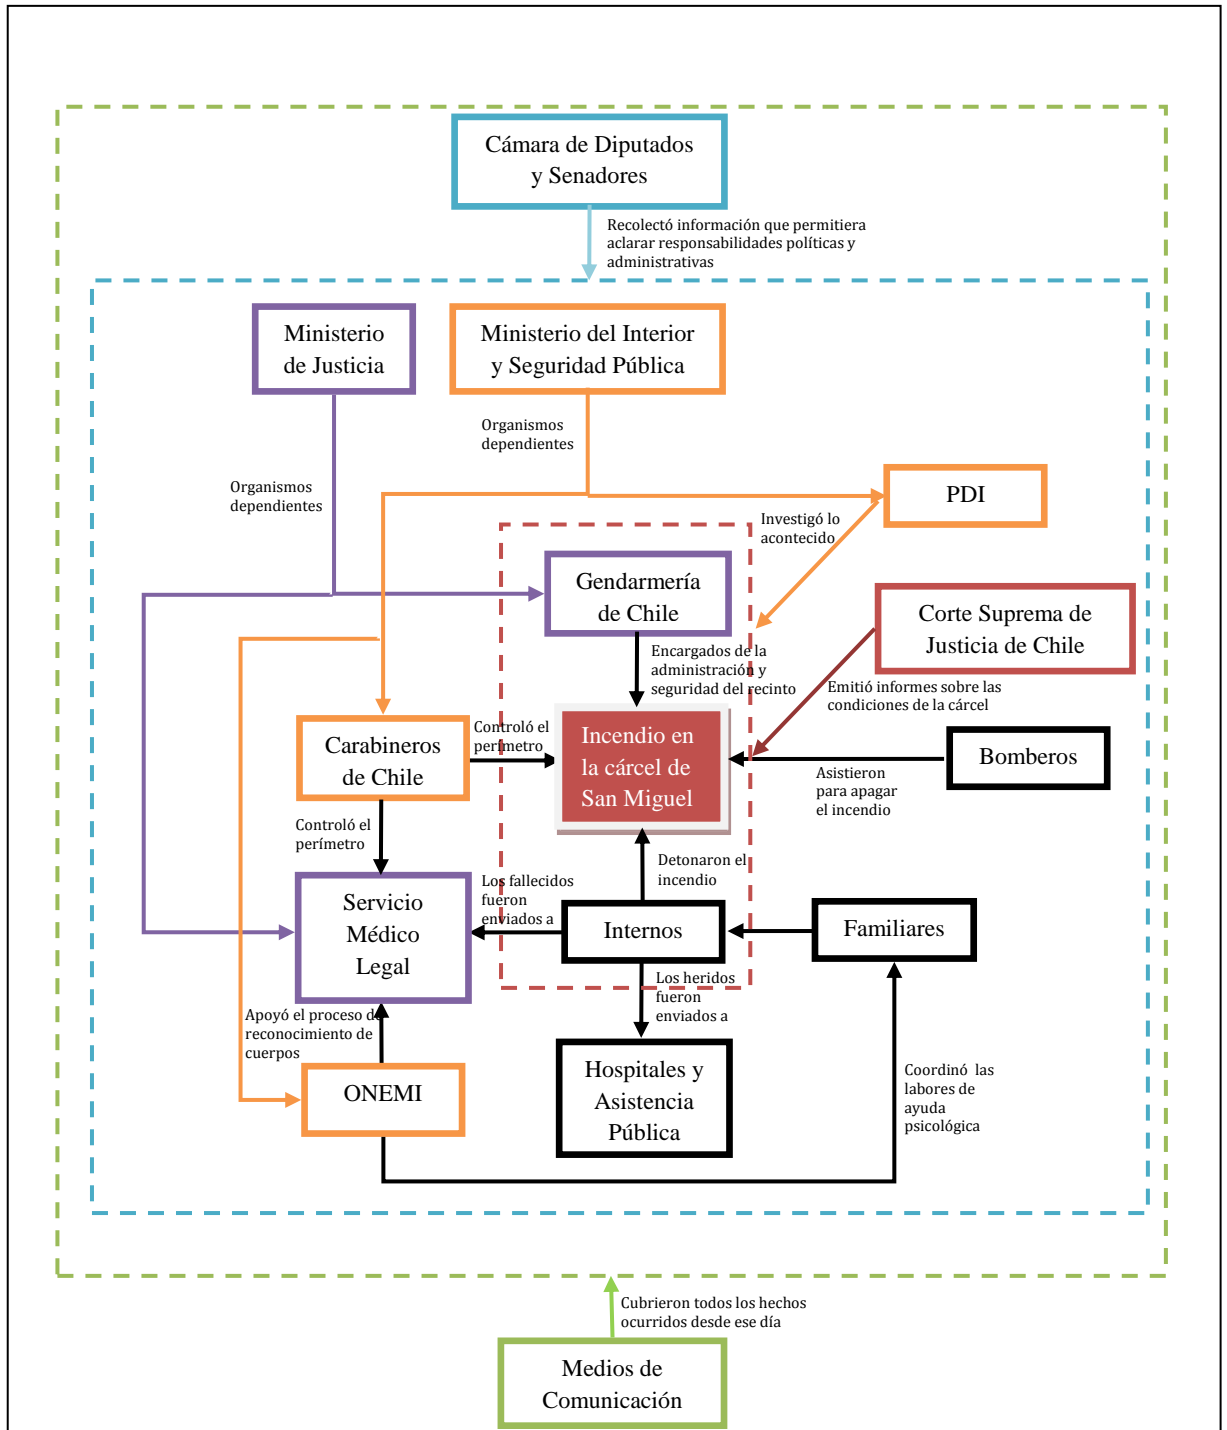 Cámara de Diputados
y Senadores
Recolectó información que permitiera
aclarar responsabilidades políticas y
administrativas
Ministerio
de Justicia
Ministerio del Interior
y Seguridad Pública
Organismos
dependientes
Organismos
dependientes
PDI
Investigó lo
acontecido
Gendarmería
de Chile
Corte Suprema de
Justicia de Chile
Encargados de la
administración y
seguridad del recinto
Emitió informes sobre las
condiciones de la cárcel
Carabineros
de Chile
Controló el
perímetro
Incendio en
la cárcel de
San Miguel
Bomberos
Asistieron
para apagar
el incendio
Controló el
perímetro
Detonaron el
incendio
Servicio
Médico
Legal
Los fallecidos
fueron
enviados a
Internos
Familiares
Los heridos
fueron
enviados a
Apoyó el proceso de
reconocimiento de
cuerpos
ONEMI
Hospitales y
Asistencia
Pública
Coordinó las
labores de
ayuda
psicológica
Cubrieron todos los hechos
ocurridos desde ese día
Medios de
Comunicación